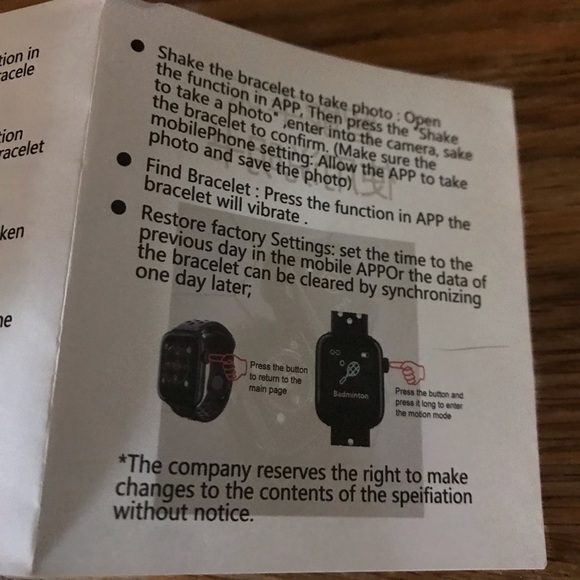 tion in
racele
tion
racelet
ken
ne
● Shake the bracelet to take photo : Open
the function in APP, Then press the "Shake
to take a photo" ,enter into the camera, sake
the bracelet to confirm. (Make sure the
mobilePhone setting: Allow the APP to take
photo and save the photo)
● Find Bracelet : Press the function in APP the
bracelet will vibrate .
● Restore factory Settings: set the time to the
previous day in the mobile APPOr the data of
the bracelet can be cleared by synchronizing
one day later;
Press the button
to return to the
main page
Badminton
Press the button and
press it long to enter
the motion mode
*The company reserves the right to make
changes to the contents of the speifiation
without notice.